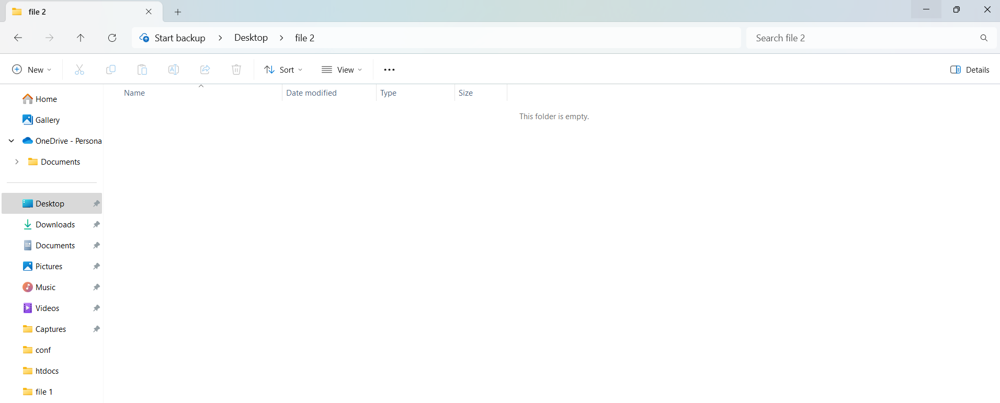 file 2
Start backup > Desktop > file 2
Search file 2
New
Sort
View
Details
Name
Date modified
Type
Size
This folder is empty.
Home
Gallery
OneDrive - Persona
Documents
Desktop
Downloads
Documents
Pictures
Music
Videos
Captures
conf
htdocs
file 1